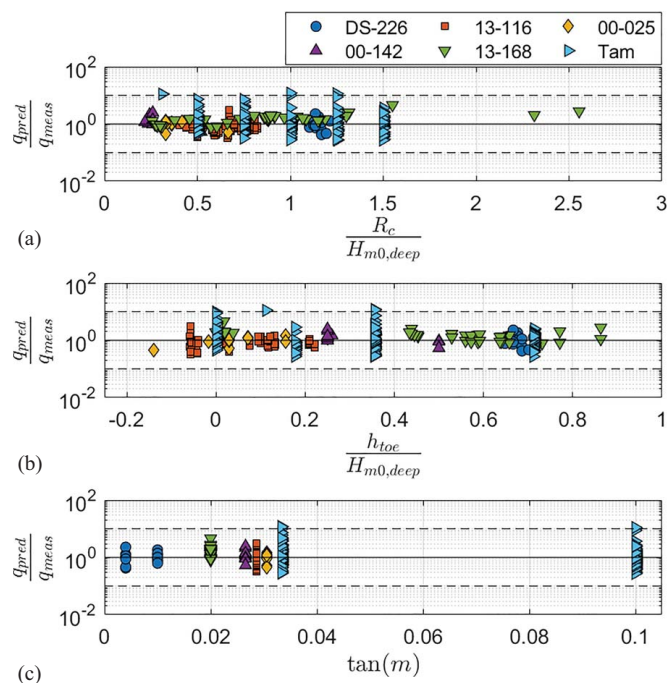 DS-226 13-116 00-025
00-142 13-168 Tam
10^2
10^0
10^-2
q_pred / q_meas
0 0.5 1 1.5 2 2.5 3
R_c / H_m0,deep
(a)
10^2
10^0
10^-2
q_pred / q_meas
-0.2 0 0.2 0.4 0.6 0.8 1
h_toe / H_m0,deep
(b)
10^2
10^0
10^-2
q_pred / q_meas
0 0.02 0.04 0.06 0.08 0.1
tan(m)
(c)